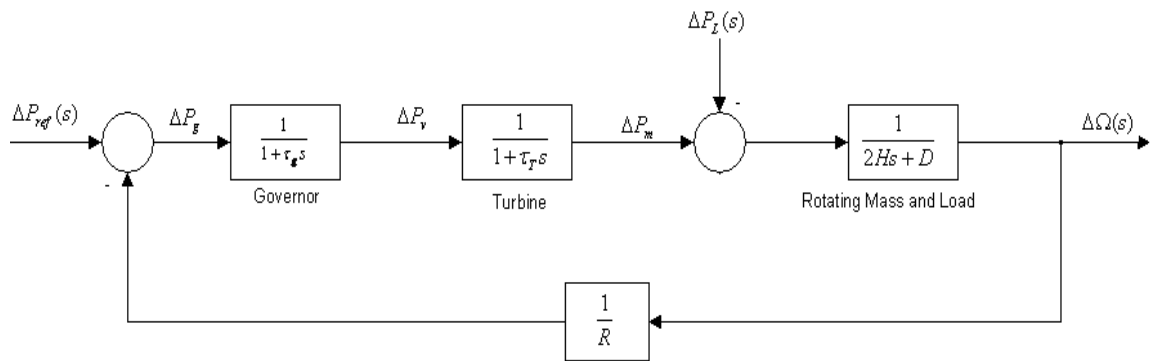 ΔP_L(s)
-
ΔP_ref(s)
ΔP_g
1/(1+τ_g s)
ΔP_v
1/(1+τ_T s)
ΔP_m
1/(2Hs+D)
ΔΩ(s)
-
Governor
Turbine
Rotating Mass and Load
1/R